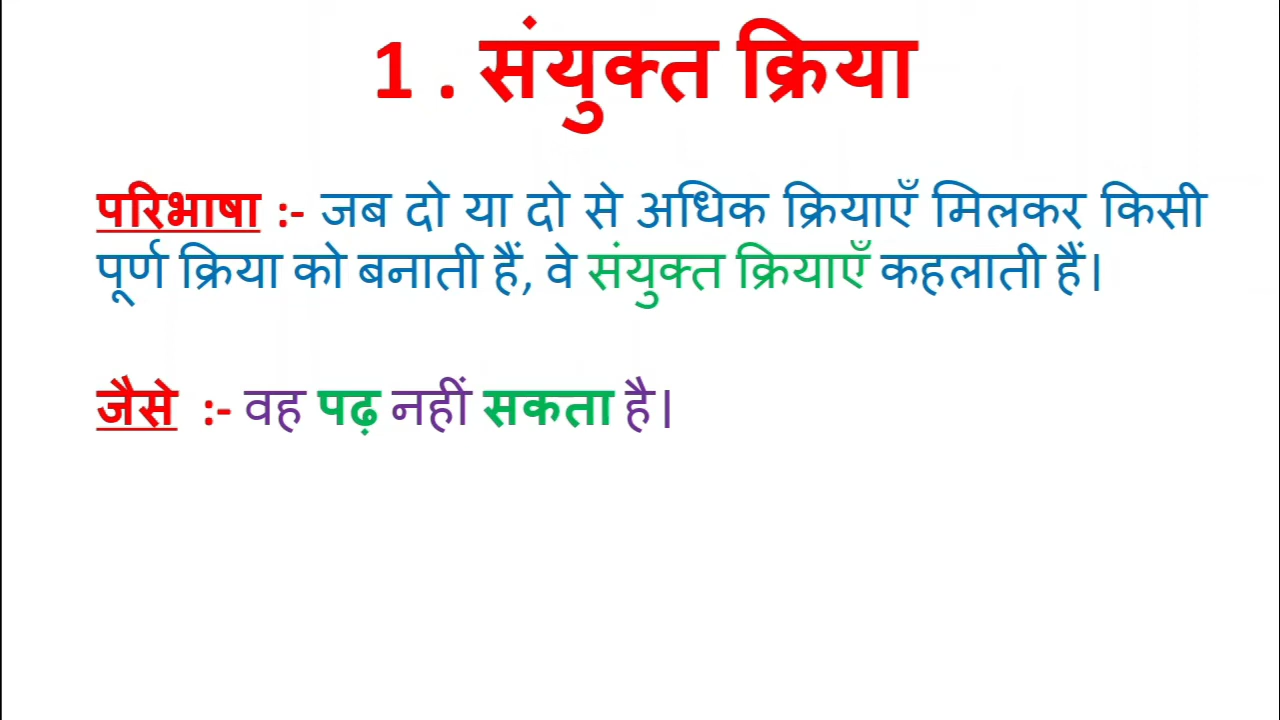 1 . संयुक्त क्रिया
परिभाषा :- जब दो या दो से अधिक क्रियाएँ मिलकर किसी
पूर्ण क्रिया को बनाती हैं, वे संयुक्त क्रियाएँ कहलाती हैं।
जैसे :- वह पढ़ नहीं सकता है।